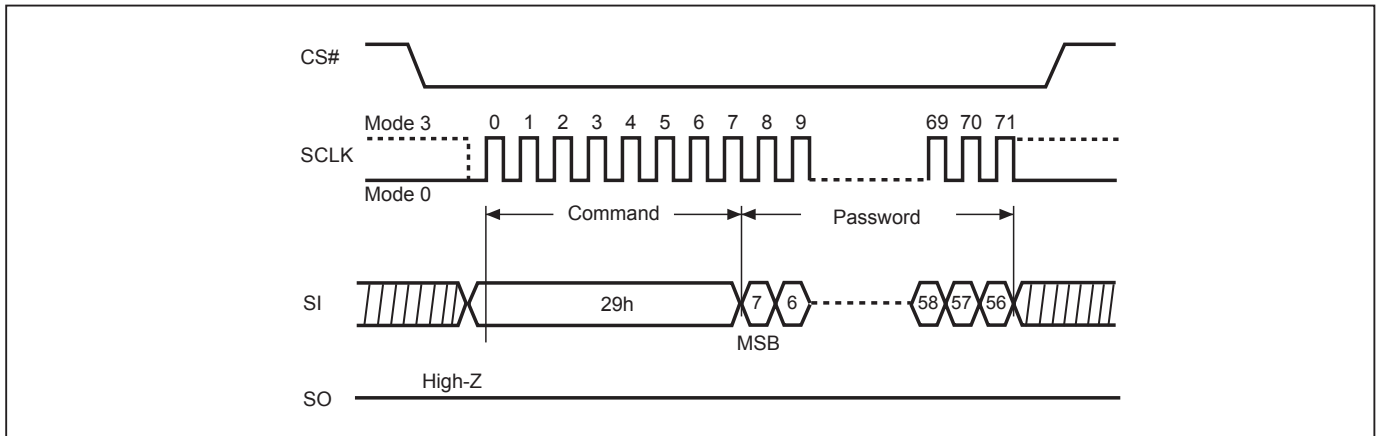 CS#
Mode 3
0 1 2 3 4 5 6 7 8 9 69 70 71
SCLK
Mode 0
Command Password
SI 29h 7 6 58 57 56
MSB
High-Z
SO